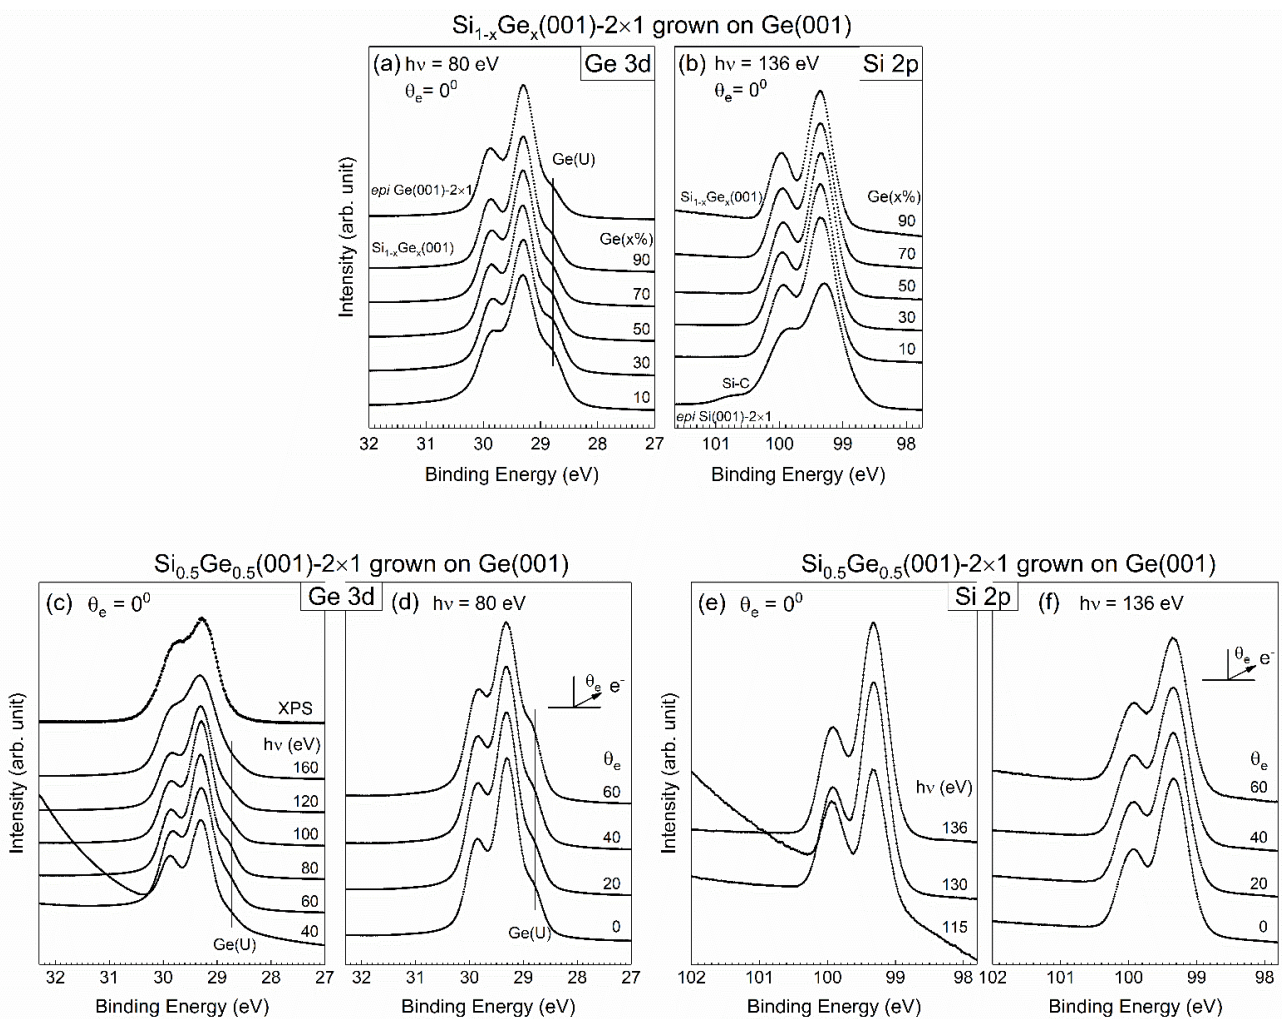 Si1-xGex(001)-2×1 grown on Ge(001)
(a) hν = 80 eV
θe= 0⁰
Ge 3d
Ge(U)
epi Ge(001)-2×1
Si1-xGex(001)
Ge(x%)
90
70
50
30
10
Intensity (arb. unit)
32 31 30 29 28 27
Binding Energy (eV)
(b) hν = 136 eV
θe= 0⁰
Si 2p
Si1-xGex(001)
Ge(x%)
90
70
50
30
10
Si-C
epi Si(001)-2×1
101 100 99 98
Binding Energy (eV)
Si0.5Ge0.5(001)-2×1 grown on Ge(001)
(c) θe = 0⁰
Ge 3d
XPS
hν (eV)
160
120
100
80
60
40
Ge(U)
Intensity (arb. unit)
32 31 30 29 28 27
Binding Energy (eV)
(d) hν = 80 eV
θe e-
θe
60
40
20
0
Ge(U)
32 31 30 29 28 27
Binding Energy (eV)
Si0.5Ge0.5(001)-2×1 grown on Ge(001)
(e) θe = 0⁰
Si 2p
hν (eV)
136
130
115
Intensity (arb. unit)
102 101 100 99 98
Binding Energy (eV)
(f) hν = 136 eV
θe e-
θe
60
40
20
0
101 100 99 98
Binding Energy (eV)